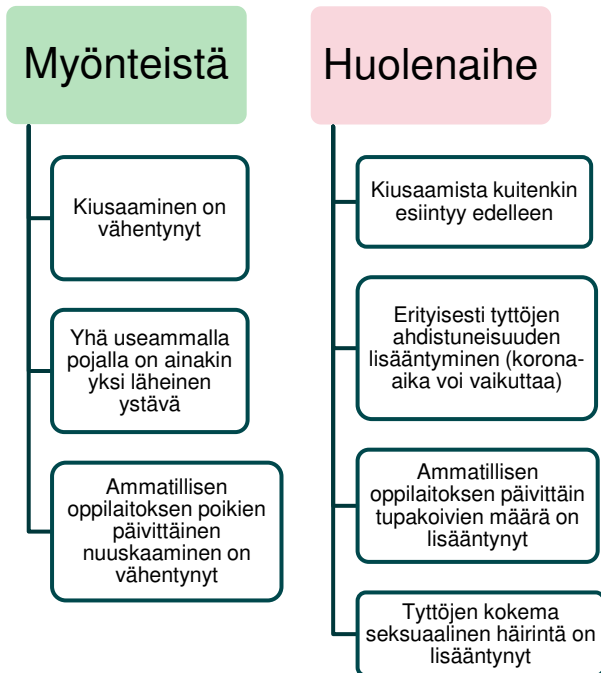 Myönteistä
Kiusaaminen on
vähentynyt
Yhä useammalla
pojalla on ainakin
yksi läheinen
ystävä
Ammatillisen
oppilaitoksen poikien
päivittäinen
nuuskaaminen on
vähentynyt
Huolenaihe
Kiusaamista kuitenkin
esiintyy edelleen
Erityisesti tyttöjen
ahdistuneisuuden
lisääntyminen (korona-
aika voi vaikuttaa)
Ammatillisen
oppilaitoksen päivittäin
tupakoivien määrä on
lisääntynyt
Tyttöjen kokema
seksuaalinen häirintä on
lisääntynyt